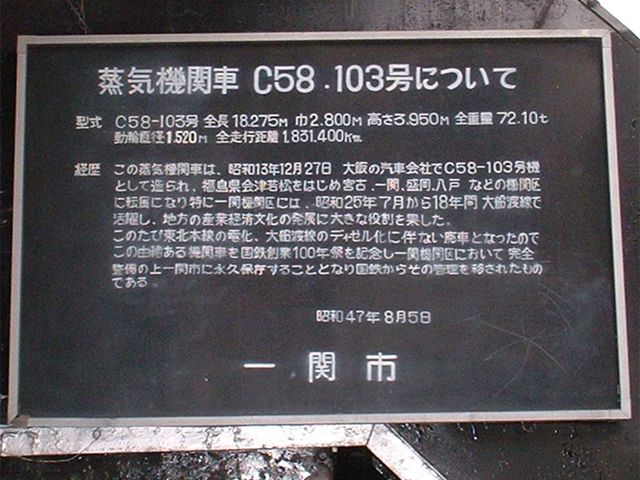 蒸気機関車 C58.103号について
型式 C58-103号 全長18.275M 巾2.800M 高さ3.950M 全重量72.10t
動輪直径1.520M 全走行距離1,831,400Km.
経歴 この蒸気機関車は、昭和13年12月27日 大阪の汽車会社でC58-103号機
として造られ、福島県会津若松をはじめ宮古、一関、盛岡、八戸 などの機関区
に転属になり特に一関機関区には、昭和25年7月から18年間 大船渡線で
活躍し、地方の産業経済文化の発展に大きな役割を果した。
このたび東北本線の電化、大船渡線のディゼル化に伴ない廃車となったので
この由緒ある機関車を国鉄創業100年祭を記念し一関機関区において 完全
整備の上一関市に永久保存することとなり国鉄からその管理を移されたもの
である
昭和47年8月5日
一関市